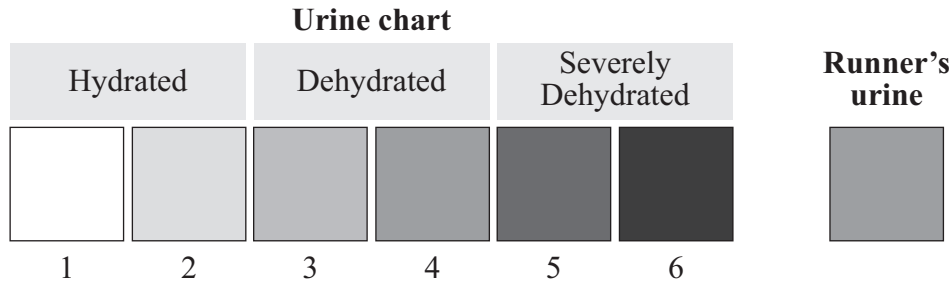 Urine chart
Hydrated
Dehydrated
Severely
Dehydrated
Runner's
urine
1 2 3 4 5 6